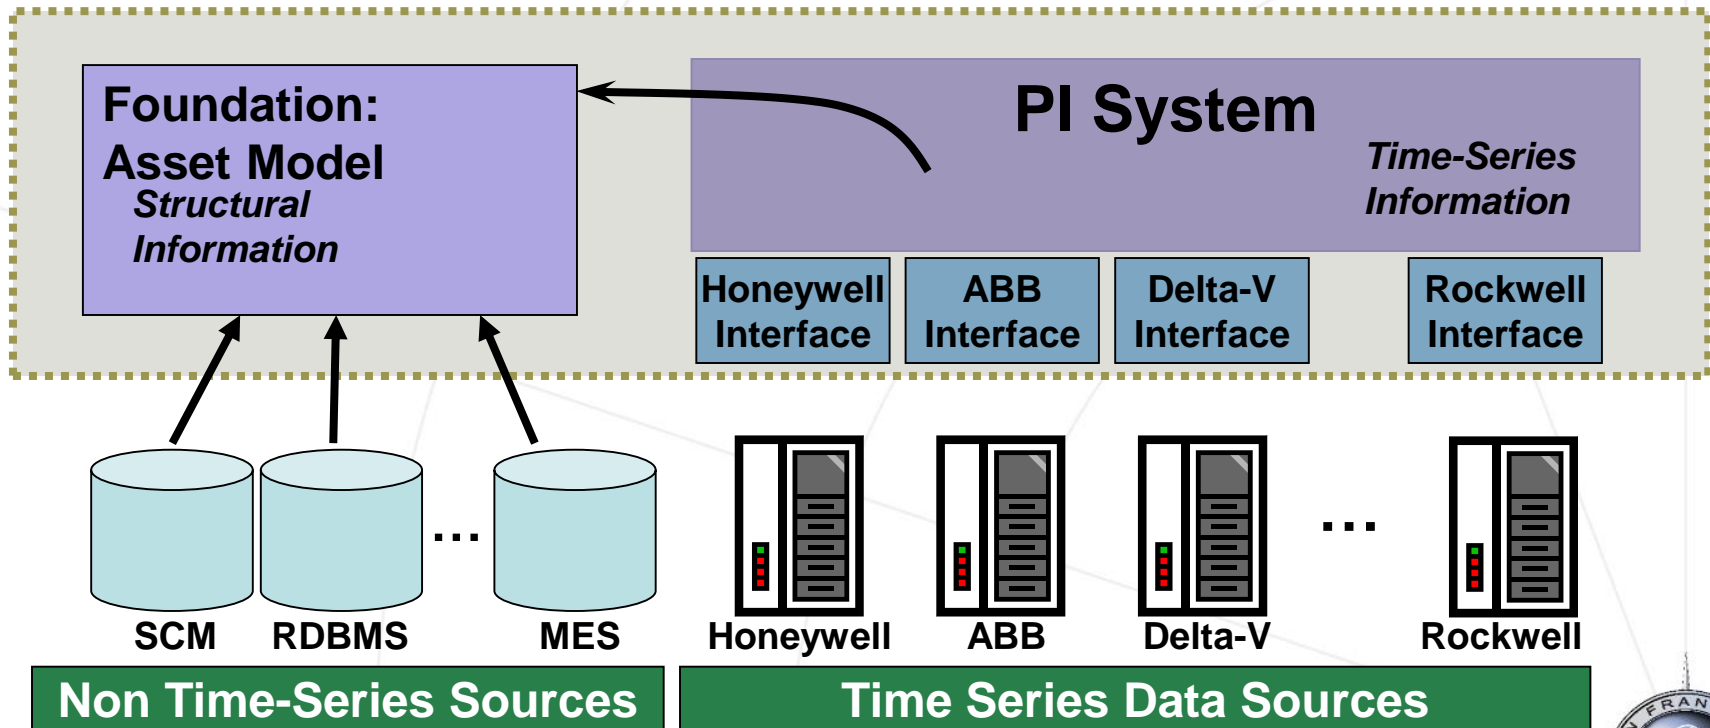 Foundation:
Asset Model
Structural
Information
PI System
Time-Series
Information
Honeywell
Interface
ABB
Interface
Delta-V
Interface
Rockwell
Interface
...
...
SCM
RDBMS
MES
Honeywell
ABB
Delta-V
Rockwell
Non Time-Series Sources
Time Series Data Sources